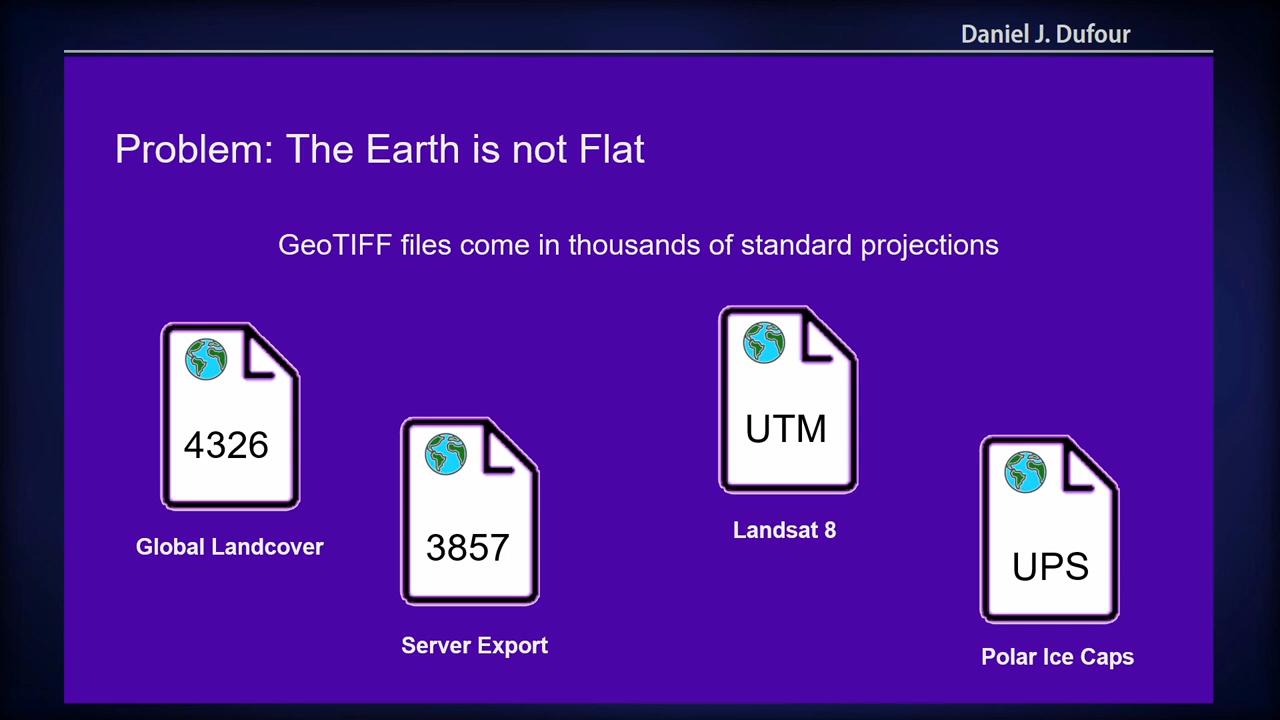 Daniel J. Dufour
Problem: The Earth is not Flat
GeoTIFF files come in thousands of standard projections
4326
Global Landcover
3857
Server Export
UTM
Landsat 8
UPS
Polar Ice Caps